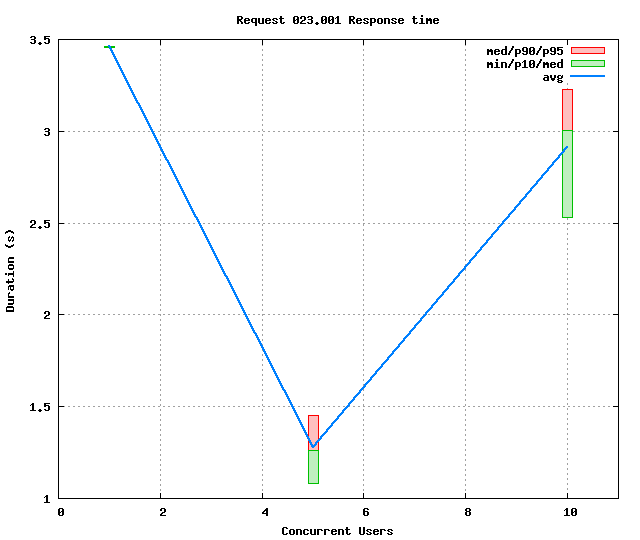 Request 023.001 Response time
med/p90/p95
min/p10/med
avg
3.5
3
2.5
2
1.5
1
Duration (s)
0 2 4 6 8 10
Concurrent Users